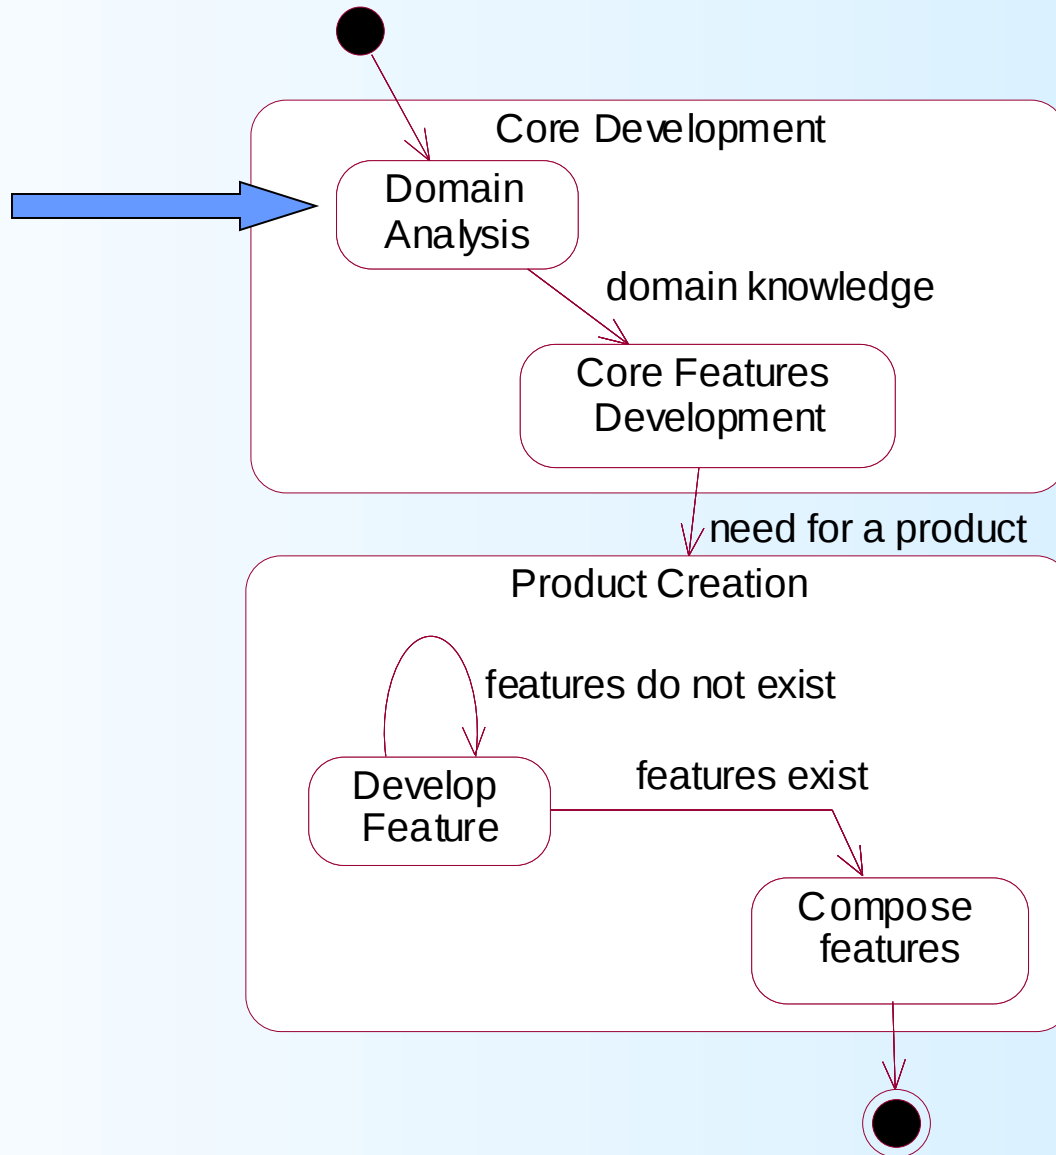 Core Development
Domain
Analysis
domain knowledge
Core Features
Development
need for a product
Product Creation
features do not exist
features exist
Develop
Feature
Compose
features